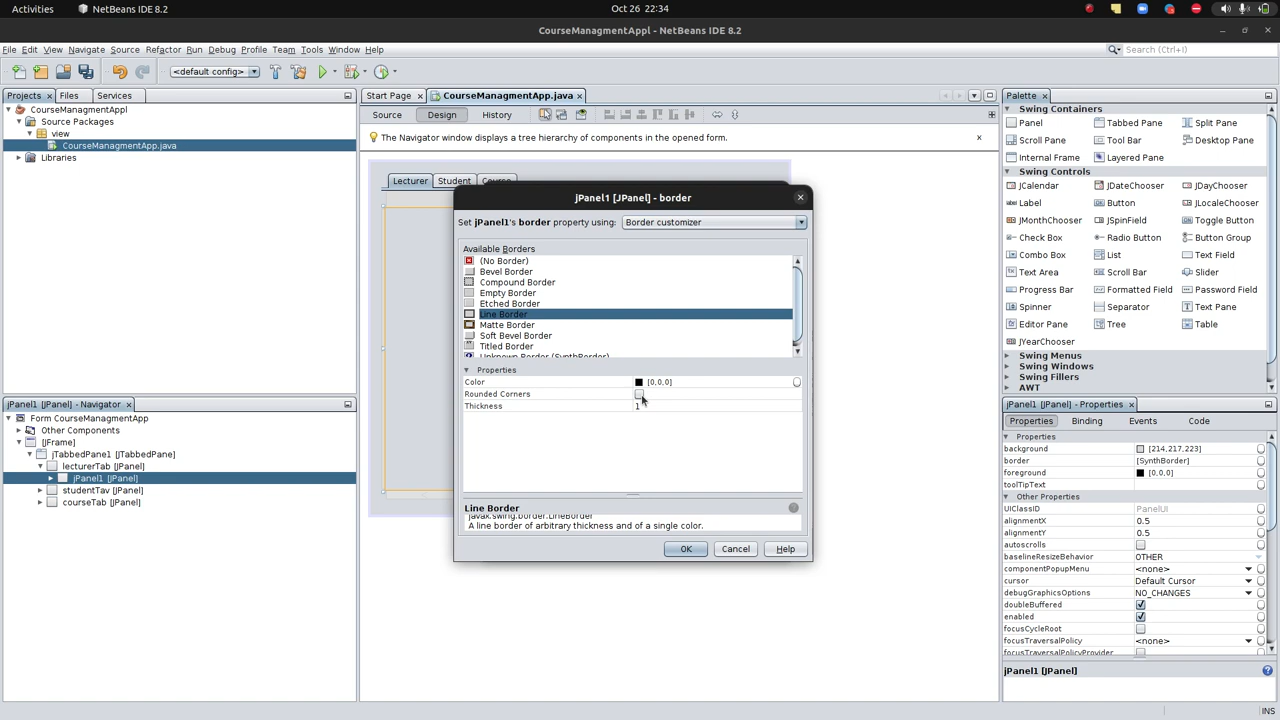 Activities
NetBeans IDE 8.2
Oct 26 22:34
CourseManagmentAppl - NetBeans IDE 8.2
File Edit View Navigate Source Refactor Run Debug Profile Team Tools Window Help
Search (Ctrl+I)
<default config>
Projects Files Services
CourseManagmentAppl
Source Packages
view
CourseManagmentApp.java
Libraries
Start Page CourseManagmentApp.java
Source Design History
The Navigator window displays a tree hierarchy of components in the opened form.
Lecturer Student Course
jPanel1 [JPanel] - border
Set jPanel1's border property using: Border customizer
Available Borders
(No Border)
Bevel Border
Compound Border
Empty Border
Etched Border
Line Border
Matte Border
Soft Bevel Border
Titled Border
Unknown Border (SynthBorder)
Properties
Color [0,0,0]
Rounded Corners
Thickness 1
Line Border
javax.swing.border.LineBorder
A line border of arbitrary thickness and of a single color.
OK Cancel Help
Palette
Swing Containers
Panel Tabbed Pane Split Pane
Scroll Pane Tool Bar Desktop Pane
Internal Frame Layered Pane
Swing Controls
JCalendar JDateChooser JDayChooser
Label Button JLocaleChooser
JMonthChooser JSpinField Toggle Button
Check Box Radio Button Button Group
Combo Box List Text Field
Text Area Scroll Bar Slider
Progress Bar Formatted Field Password Field
Spinner Separator Text Pane
Editor Pane Tree Table
JYearChooser
Swing Menus
Swing Windows
Swing Fillers
AWT
jPanel1 [JPanel] - Navigator
Form CourseManagmentApp
Other Components
[JFrame]
jTabbedPane1 [JTabbedPane]
lecturerTab [JPanel]
jPanel1 [JPanel]
studentTav [JPanel]
courseTab [JPanel]
jPanel1 [JPanel] - Properties
Properties Binding Events Code
Properties
background [214,217,223]
border [SynthBorder]
foreground [0,0,0]
toolTipText
Other Properties
UIClassID PanelUI
alignmentX 0.5
alignmentY 0.5
autoscrolls
baselineResizeBehavior OTHER
componentPopupMenu <none>
cursor Default Cursor
debugGraphicsOptions NO_CHANGES
doubleBuffered
enabled
focusCycleRoot
focusTraversalPolicy <none>
focusTraversalPolicyProvider
jPanel1 [JPanel]
INS